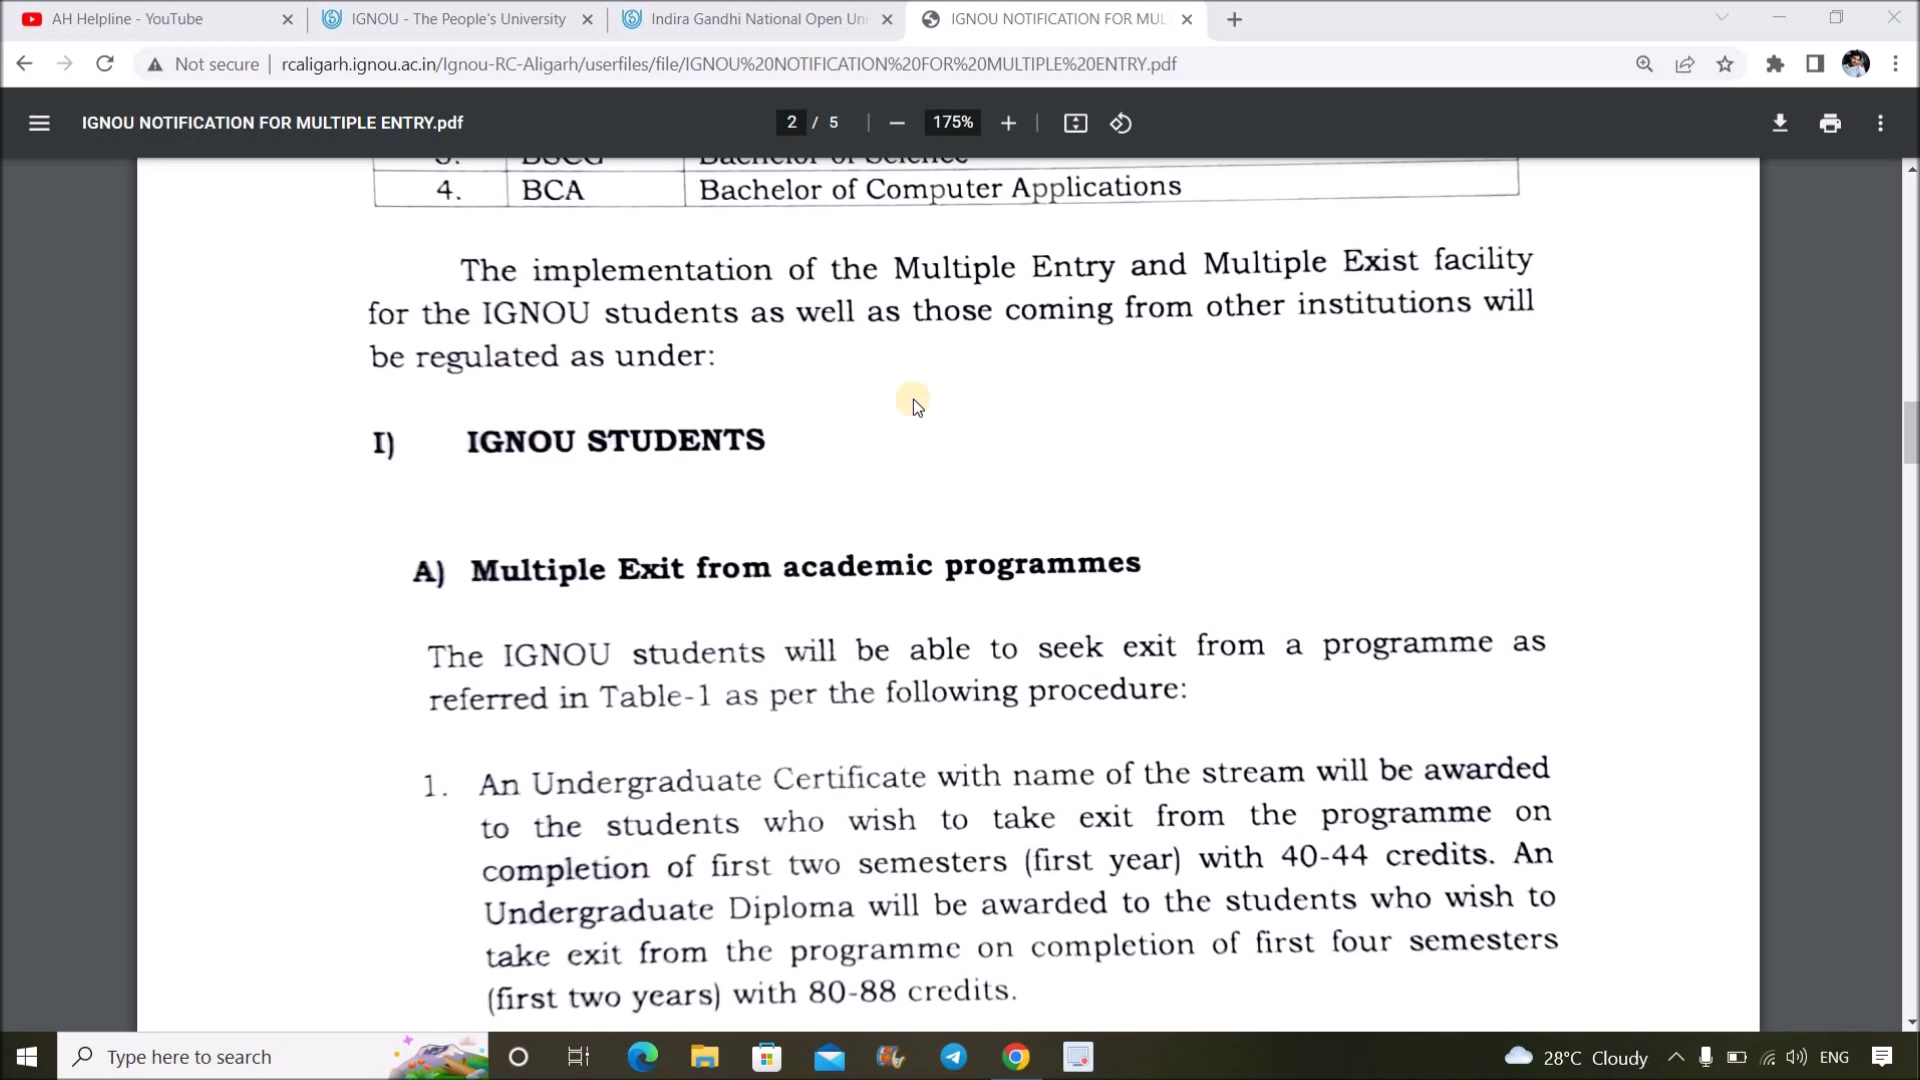 AH Helpline - YouTube
IGNOU - The People's University
Indira Gandhi National Open Uni
IGNOU NOTIFICATION FOR MUL
Not secure
rcaligarh.ignou.ac.in/Ignou-RC-Aligarh/userfiles/file/IGNOU%20NOTIFICATION%20FOR%20MULTIPLE%20ENTRY.pdf
IGNOU NOTIFICATION FOR MULTIPLE ENTRY.pdf
2 / 5
175%
3. BSCG Bachelor of Science
4. BCA Bachelor of Computer Applications
The implementation of the Multiple Entry and Multiple Exist facility
for the IGNOU students as well as those coming from other institutions will
be regulated as under:
I) IGNOU STUDENTS
A) Multiple Exit from academic programmes
The IGNOU students will be able to seek exit from a programme as
referred in Table-1 as per the following procedure:
1. An Undergraduate Certificate with name of the stream will be awarded
to the students who wish to take exit from the programme on
completion of first two semesters (first year) with 40-44 credits. An
Undergraduate Diploma will be awarded to the students who wish to
take exit from the programme on completion of first four semesters
(first two years) with 80-88 credits.
Type here to search
28°C Cloudy
ENG